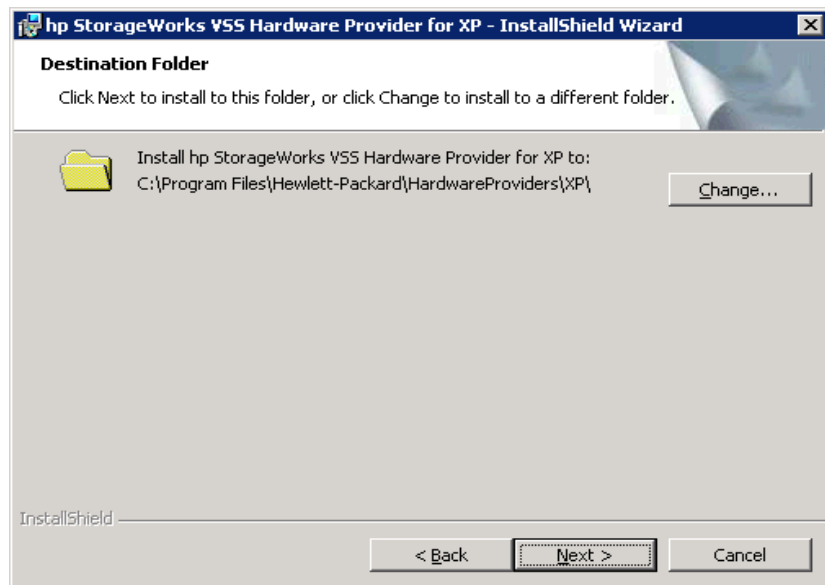 hp StorageWorks VSS Hardware Provider for XP - InstallShield Wizard
Destination Folder
Click Next to install to this folder, or click Change to install to a different folder.
Install hp StorageWorks VSS Hardware Provider for XP to:
C:\Program Files\Hewlett-Packard\HardwareProviders\XP\
Change...
InstallShield
< Back
Next >
Cancel